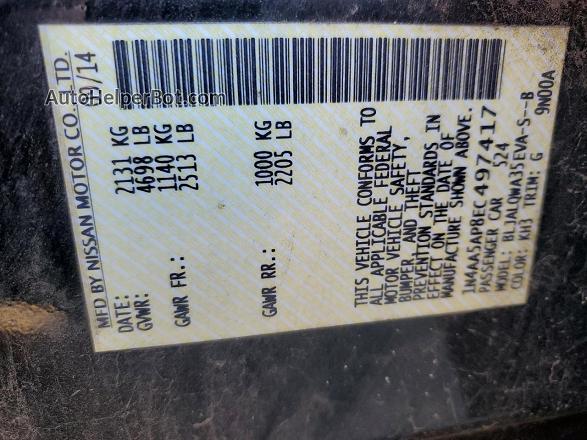 MFD BY NISSAN MOTOR CO., LTD.
DATE: /14
GVWR: 2131 KG
4698 LB
GAWR FR.: 1140 KG
2513 LB
GAWR RR.: 1000 KG
2205 LB
THIS VEHICLE CONFORMS TO
ALL APPLICABLE FEDERAL
MOTOR VEHICLE SAFETY,
BUMPER, AND THEFT
PREVENTION STANDARDS IN
EFFECT ON THE DATE OF
MANUFACTURE SHOWN ABOVE.
1N4AA5AP8EC497417
PASSENGER CAR 524
MODEL: BLJALQWA35EVA-S--B
COLOR: KH3 TRIM: G 9N00A
AutoHelperBot.com